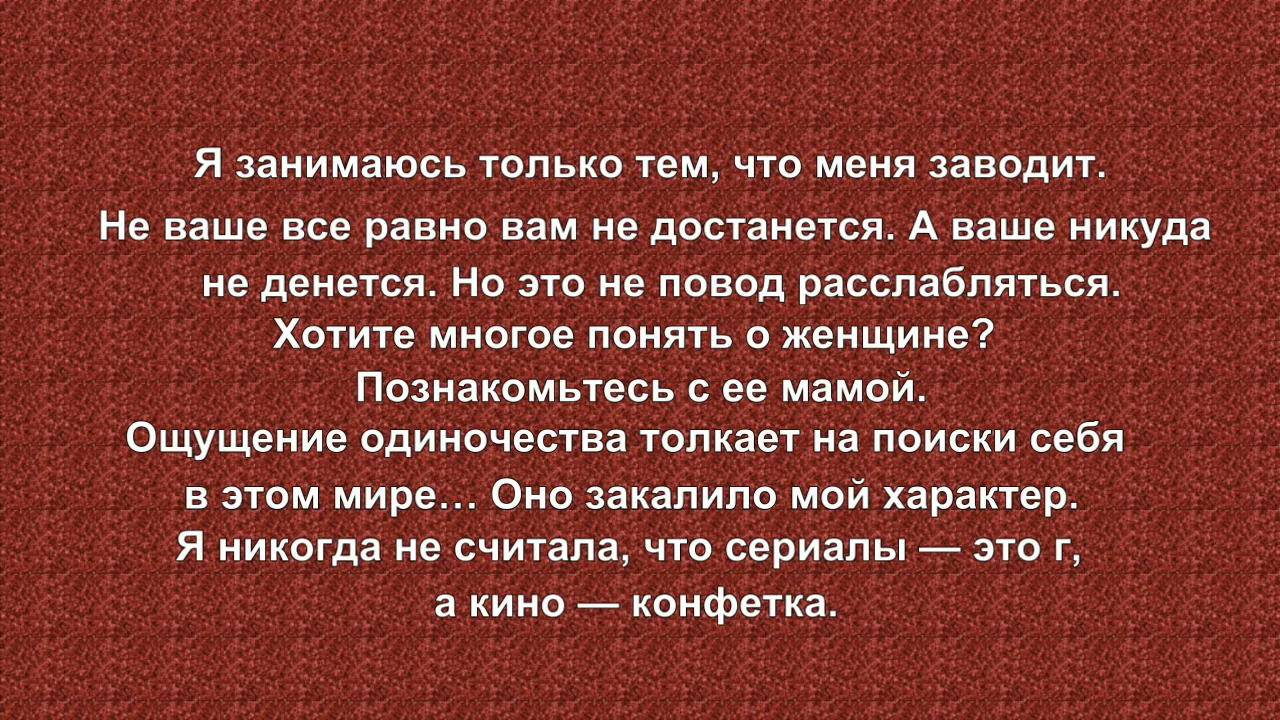 Я занимаюсь только тем, что меня заводит.
Не ваше все равно вам не достанется. А ваше никуда
не денется. Но это не повод расслабляться.
Хотите многое понять о женщине?
Познакомьтесь с ее мамой.
Ощущение одиночества толкает на поиски себя
в этом мире… Оно закалило мой характер.
Я никогда не считала, что сериалы — это г,
а кино — конфетка.